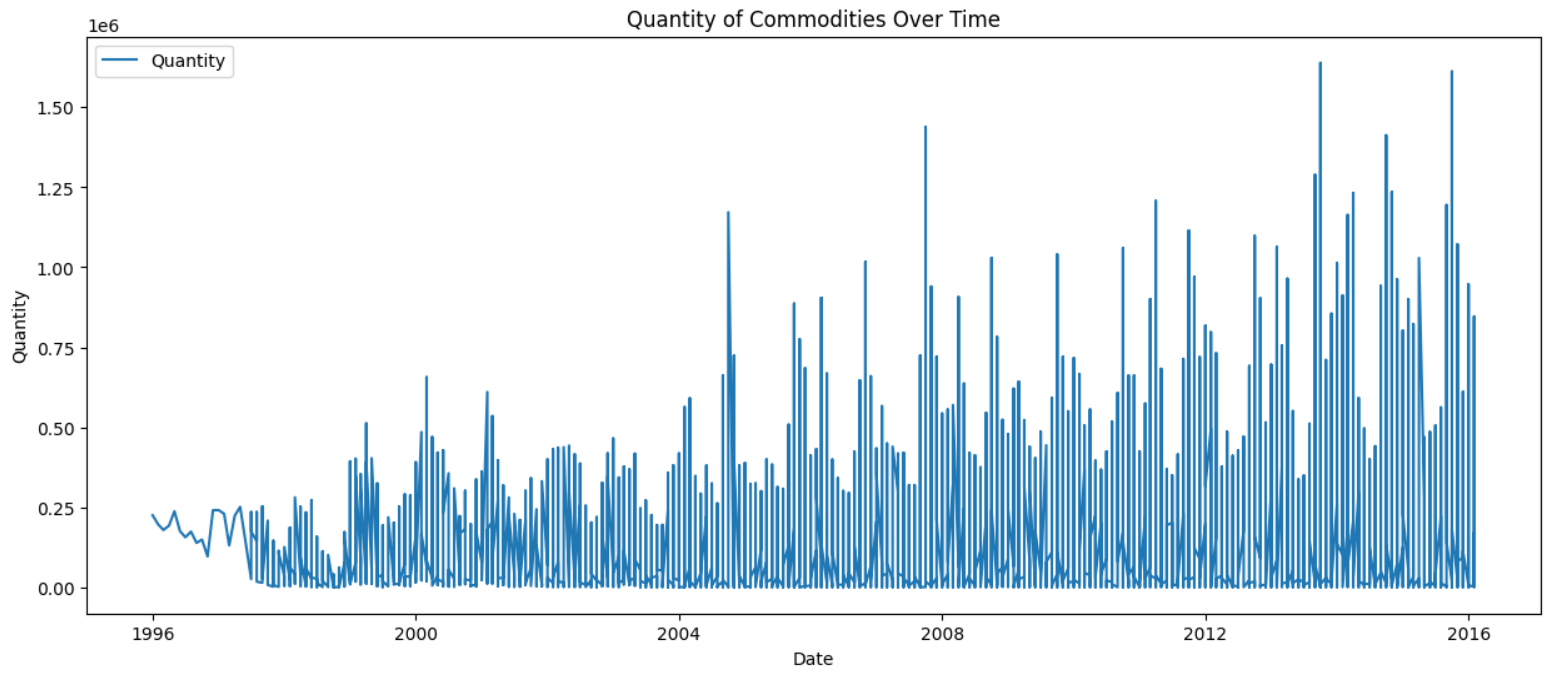 Quantity of Commodities Over Time
1e6
Quantity
1.50
1.25
1.00
0.75
0.50
0.25
0.00
Quantity
1996 2000 2004 2008 2012 2016
Date